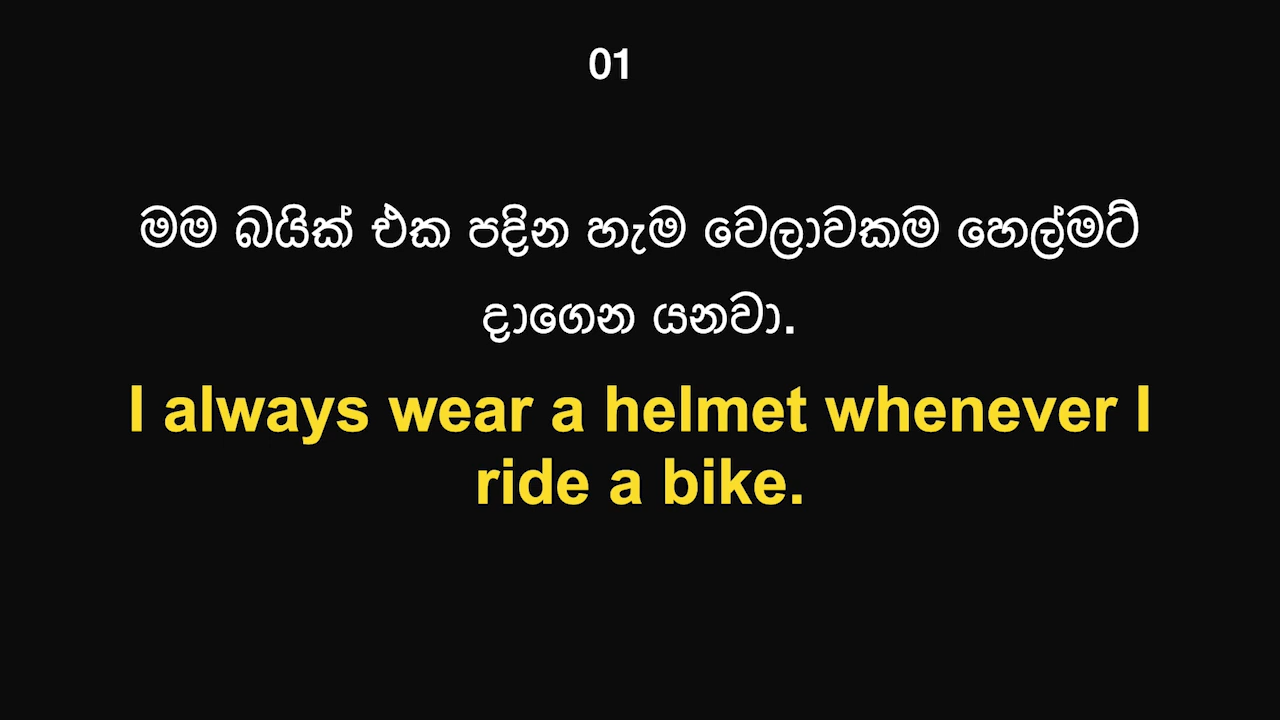 01
මම බයික් එක පදින හැම වෙලාවකම හෙල්මට්
දාගෙන යනවා.
I always wear a helmet whenever I
ride a bike.